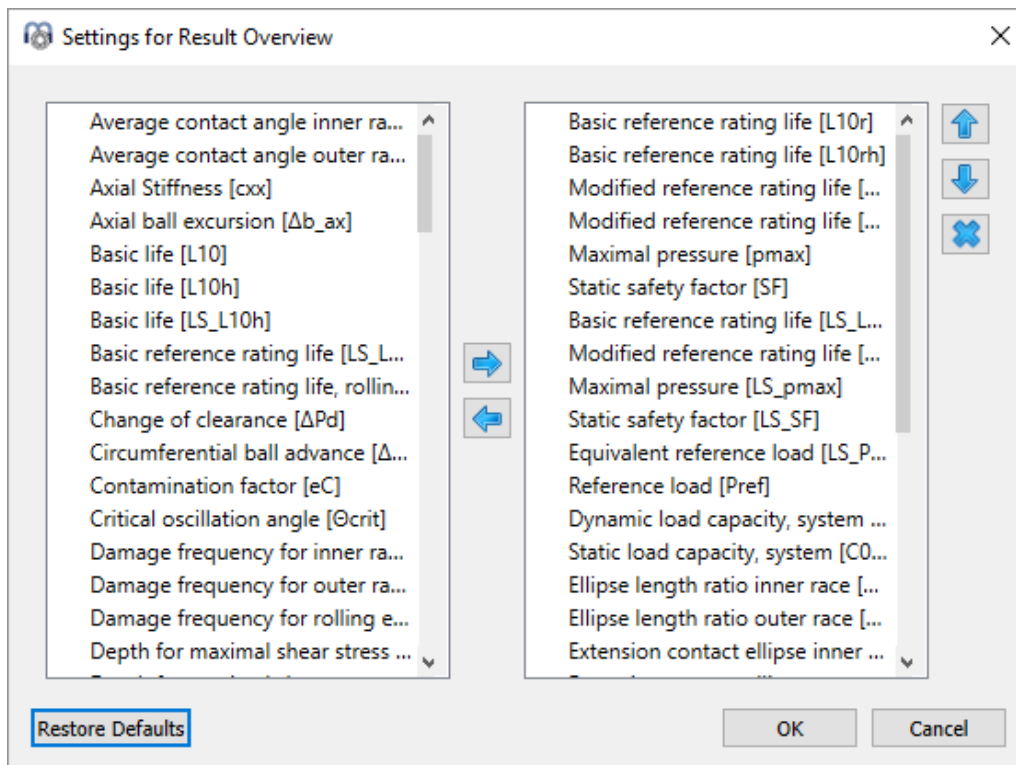 Settings for Result Overview
Average contact angle inner ra...
Average contact angle outer ra...
Axial Stiffness [cxx]
Axial ball excursion [Δb_ax]
Basic life [L10]
Basic life [L10h]
Basic life [LS_L10h]
Basic reference rating life [LS_L...
Basic reference rating life, rollin...
Change of clearance [ΔPd]
Circumferential ball advance [Δ...
Contamination factor [eC]
Critical oscillation angle [Θcrit]
Damage frequency for inner ra...
Damage frequency for outer ra...
Damage frequency for rolling e...
Depth for maximal shear stress ...
Basic reference rating life [L10r]
Basic reference rating life [L10rh]
Modified reference rating life [...
Modified reference rating life [...
Maximal pressure [pmax]
Static safety factor [SF]
Basic reference rating life [LS_L...
Modified reference rating life [...
Maximal pressure [LS_pmax]
Static safety factor [LS_SF]
Equivalent reference load [LS_P...
Reference load [Pref]
Dynamic load capacity, system ...
Static load capacity, system [C0...
Ellipse length ratio inner race [...
Ellipse length ratio outer race [...
Extension contact ellipse inner ...
Restore Defaults
OK
Cancel